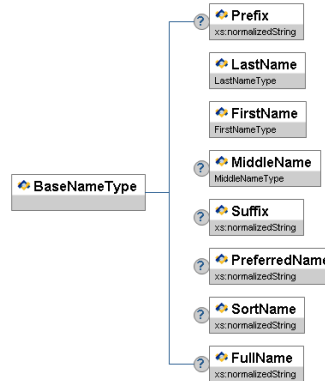 ? Prefix
xs:normalizedString
LastName
LastNameType
FirstName
FirstNameType
? MiddleName
MiddleNameType
BaseNameType
? Suffix
xs:normalizedString
? PreferredName
xs:normalizedString
? SortName
xs:normalizedString
? FullName
xs:normalizedString